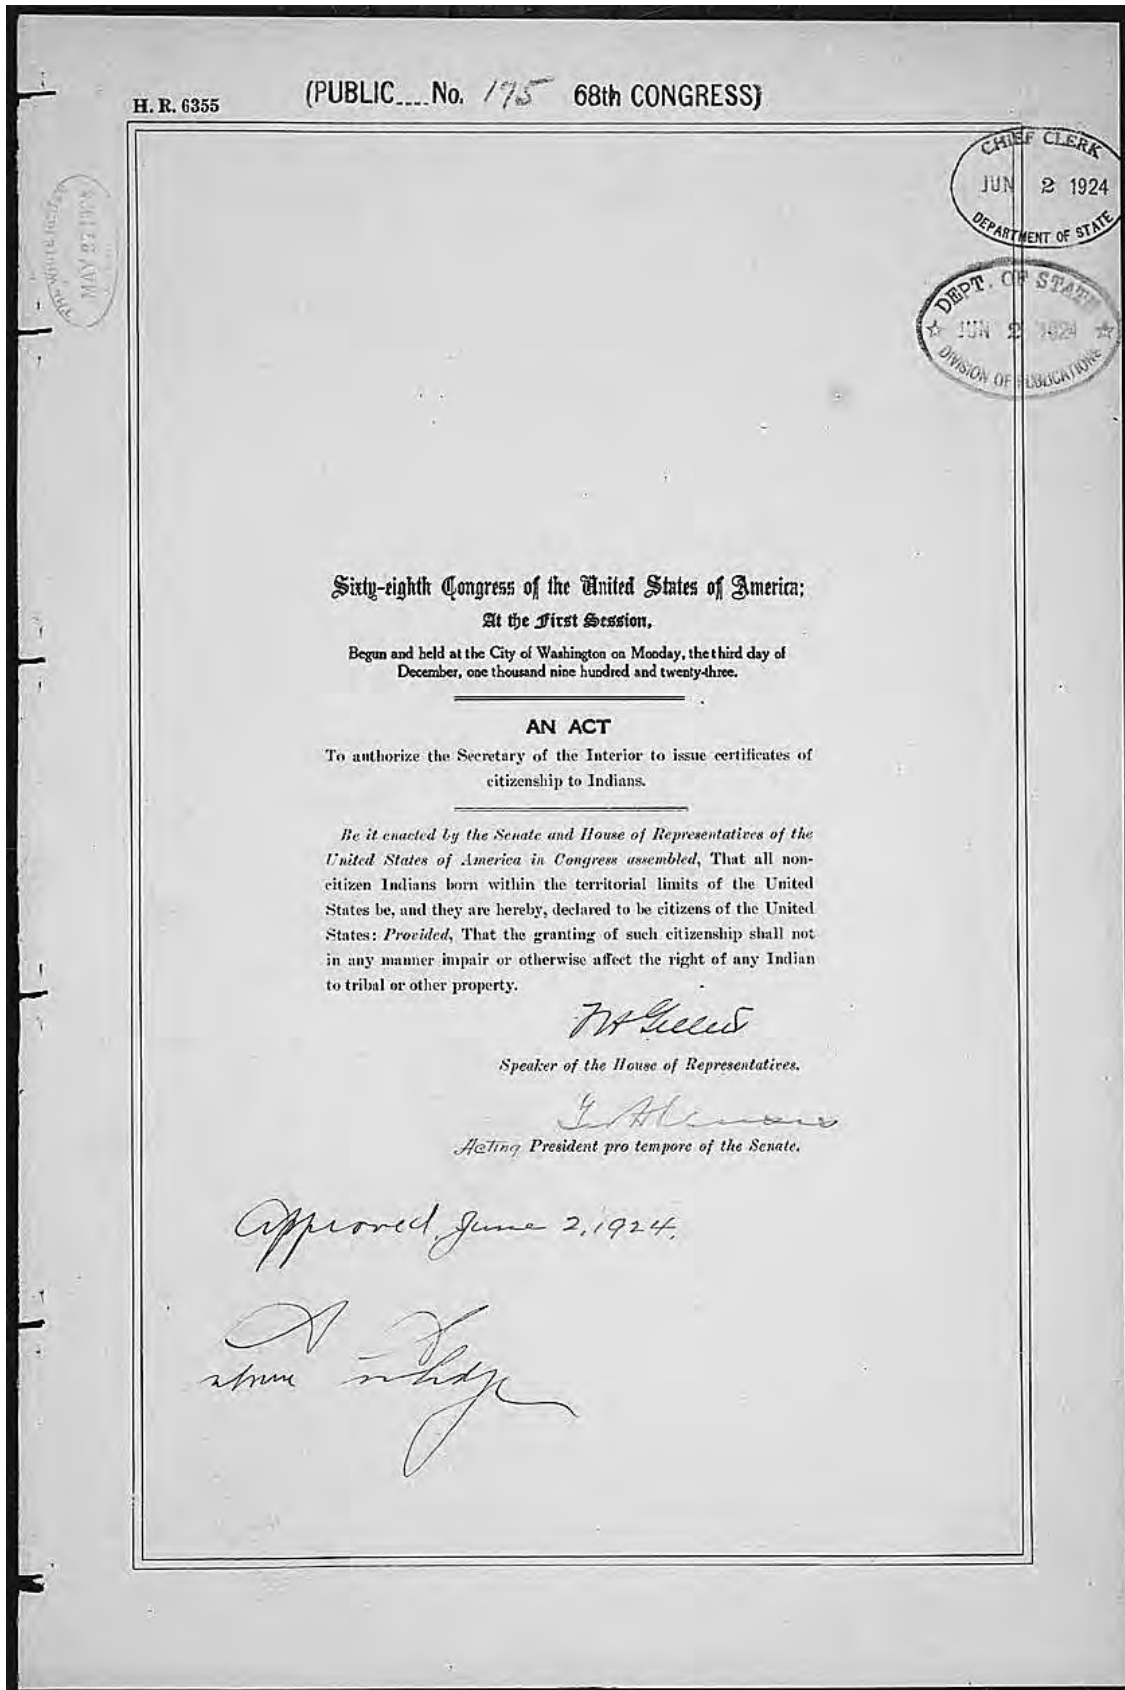 H. R. 6355
(PUBLIC....No. 175 68th CONGRESS)
CHIEF CLERK
JUN 2 1924
DEPARTMENT OF STATE
THE WHITE HOUSE
MAY 27
DEPT. OF STATE
JUN 2 1924
DIVISION OF PUBLICATIONS
Sixty-eighth Congress of the United States of America;
At the First Session,
Begun and held at the City of Washington on Monday, the third day of
December, one thousand nine hundred and twenty-three.
AN ACT
To authorize the Secretary of the Interior to issue certificates of
citizenship to Indians.
Be it enacted by the Senate and House of Representatives of the
United States of America in Congress assembled, That all non-
citizen Indians born within the territorial limits of the United
States be, and they are hereby, declared to be citizens of the United
States: Provided, That the granting of such citizenship shall not
in any manner impair or otherwise affect the right of any Indian
to tribal or other property.
F H Gillett
Speaker of the House of Representatives.
Acting President pro tempore of the Senate.
Approved, June 2, 1924.